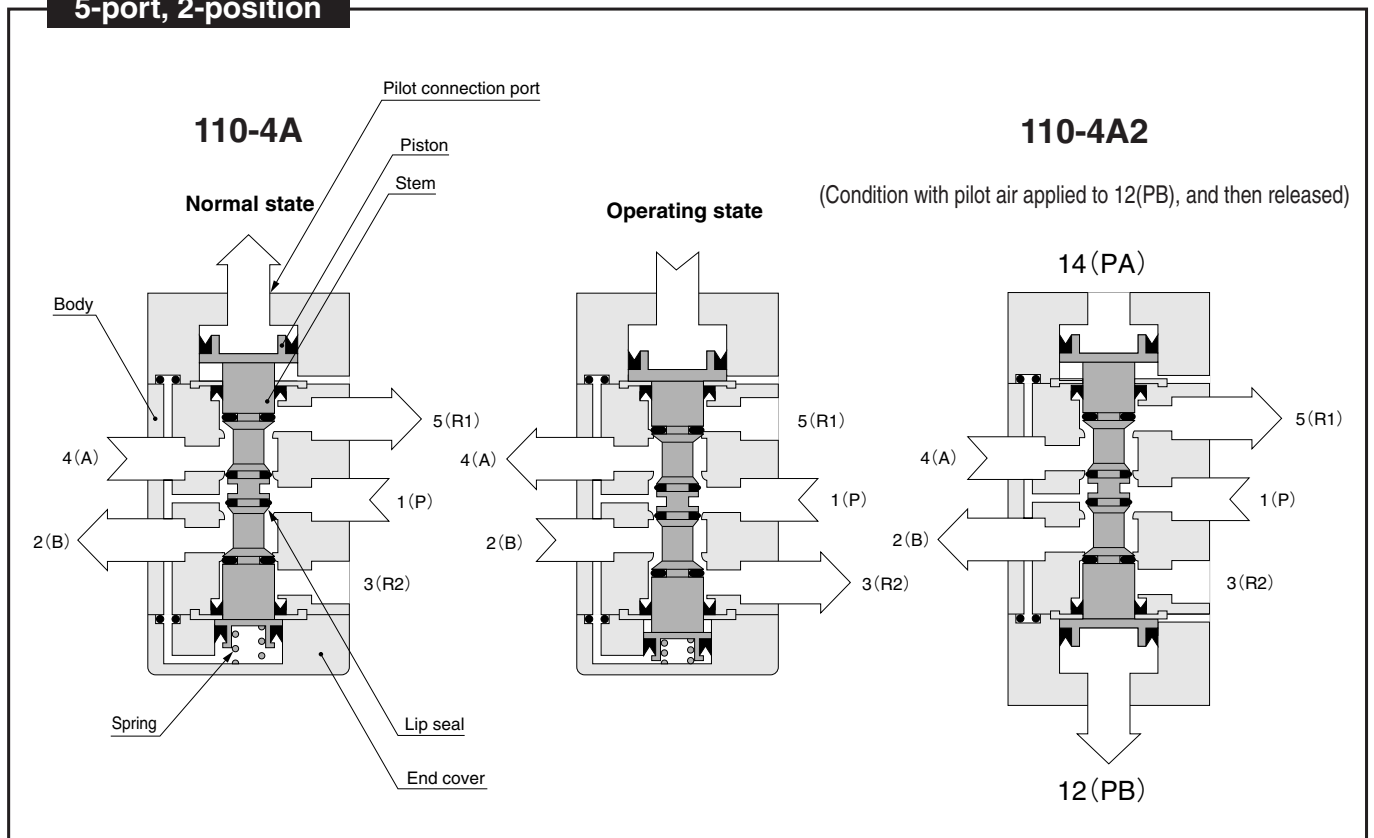 5-port, 2-position
Pilot connection port
110-4A
Piston
Stem
Normal state
Body
5(R1)
4(A)
1(P)
2(B)
3(R2)
Spring
Lip seal
End cover
Operating state
5(R1)
4(A)
1(P)
2(B)
3(R2)
110-4A2
(Condition with pilot air applied to 12(PB), and then released)
14(PA)
5(R1)
4(A)
1(P)
2(B)
3(R2)
12(PB)